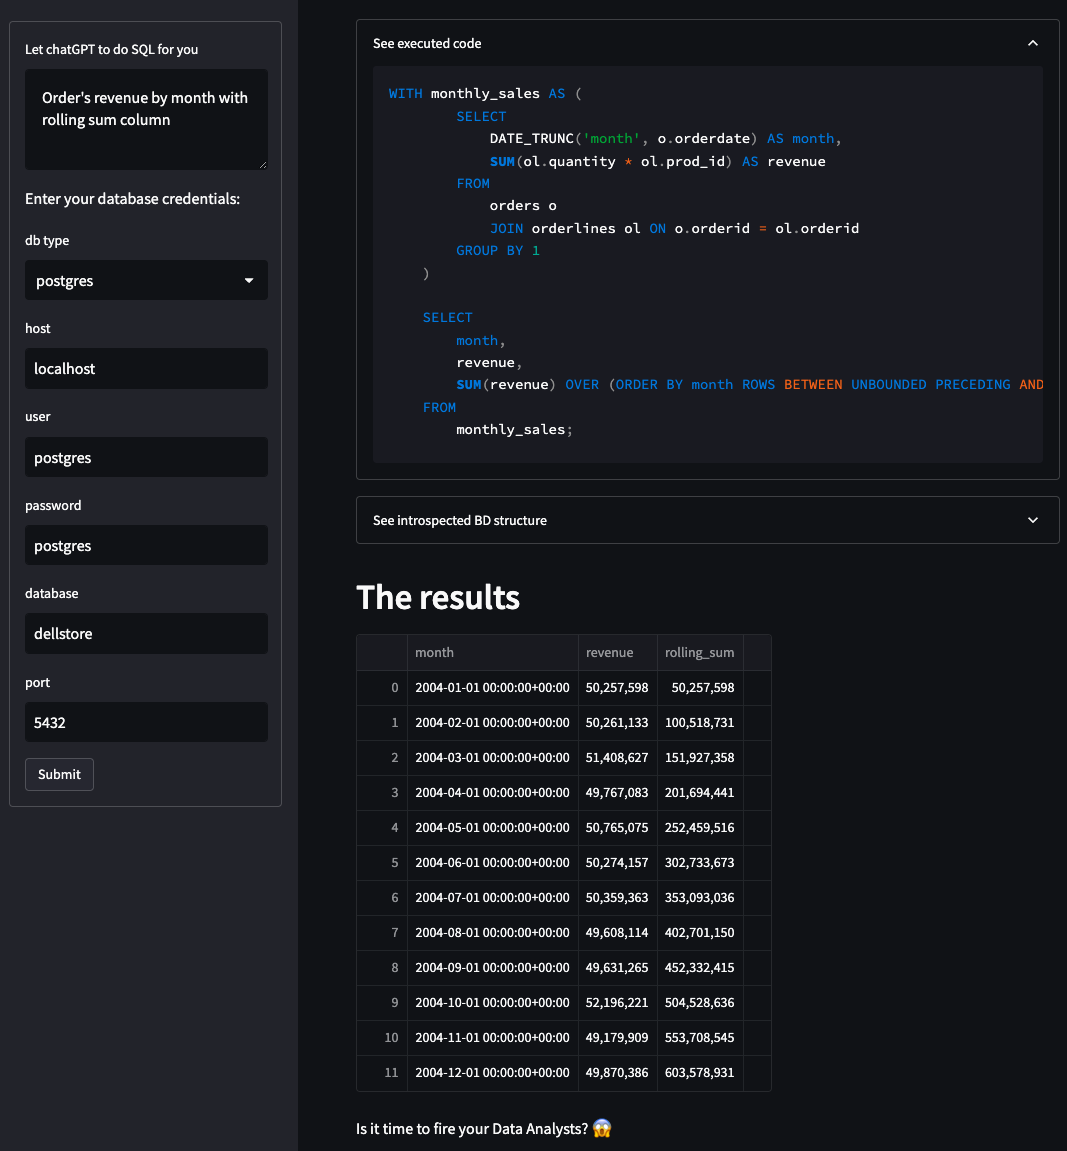 Let chatGPT to do SQL for you
Order's revenue by month with
rolling sum column
Enter your database credentials:
db type
postgres
host
localhost
user
postgres
password
postgres
database
dellstore
port
5432
Submit
See executed code
WITH monthly_sales AS (
SELECT
DATE_TRUNC('month', o.orderdate) AS month,
SUM(ol.quantity * ol.prod_id) AS revenue
FROM
orders o
JOIN orderlines ol ON o.orderid = ol.orderid
GROUP BY 1
)
SELECT
month,
revenue,
SUM(revenue) OVER (ORDER BY month ROWS BETWEEN UNBOUNDED PRECEDING AND
FROM
monthly_sales;
See introspected BD structure
The results
month revenue rolling_sum
0 2004-01-01 00:00:00+00:00 50,257,598 50,257,598
1 2004-02-01 00:00:00+00:00 50,261,133 100,518,731
2 2004-03-01 00:00:00+00:00 51,408,627 151,927,358
3 2004-04-01 00:00:00+00:00 49,767,083 201,694,441
4 2004-05-01 00:00:00+00:00 50,765,075 252,459,516
5 2004-06-01 00:00:00+00:00 50,274,157 302,733,673
6 2004-07-01 00:00:00+00:00 50,359,363 353,093,036
7 2004-08-01 00:00:00+00:00 49,608,114 402,701,150
8 2004-09-01 00:00:00+00:00 49,631,265 452,332,415
9 2004-10-01 00:00:00+00:00 52,196,221 504,528,636
10 2004-11-01 00:00:00+00:00 49,179,909 553,708,545
11 2004-12-01 00:00:00+00:00 49,870,386 603,578,931
Is it time to fire your Data Analysts? 😱